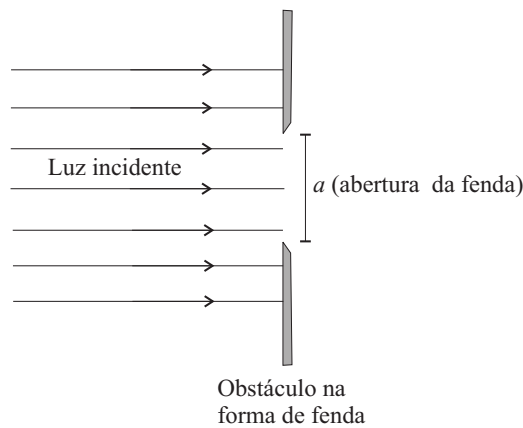 Luz incidente
a (abertura da fenda)
Obstáculo na
forma de fenda